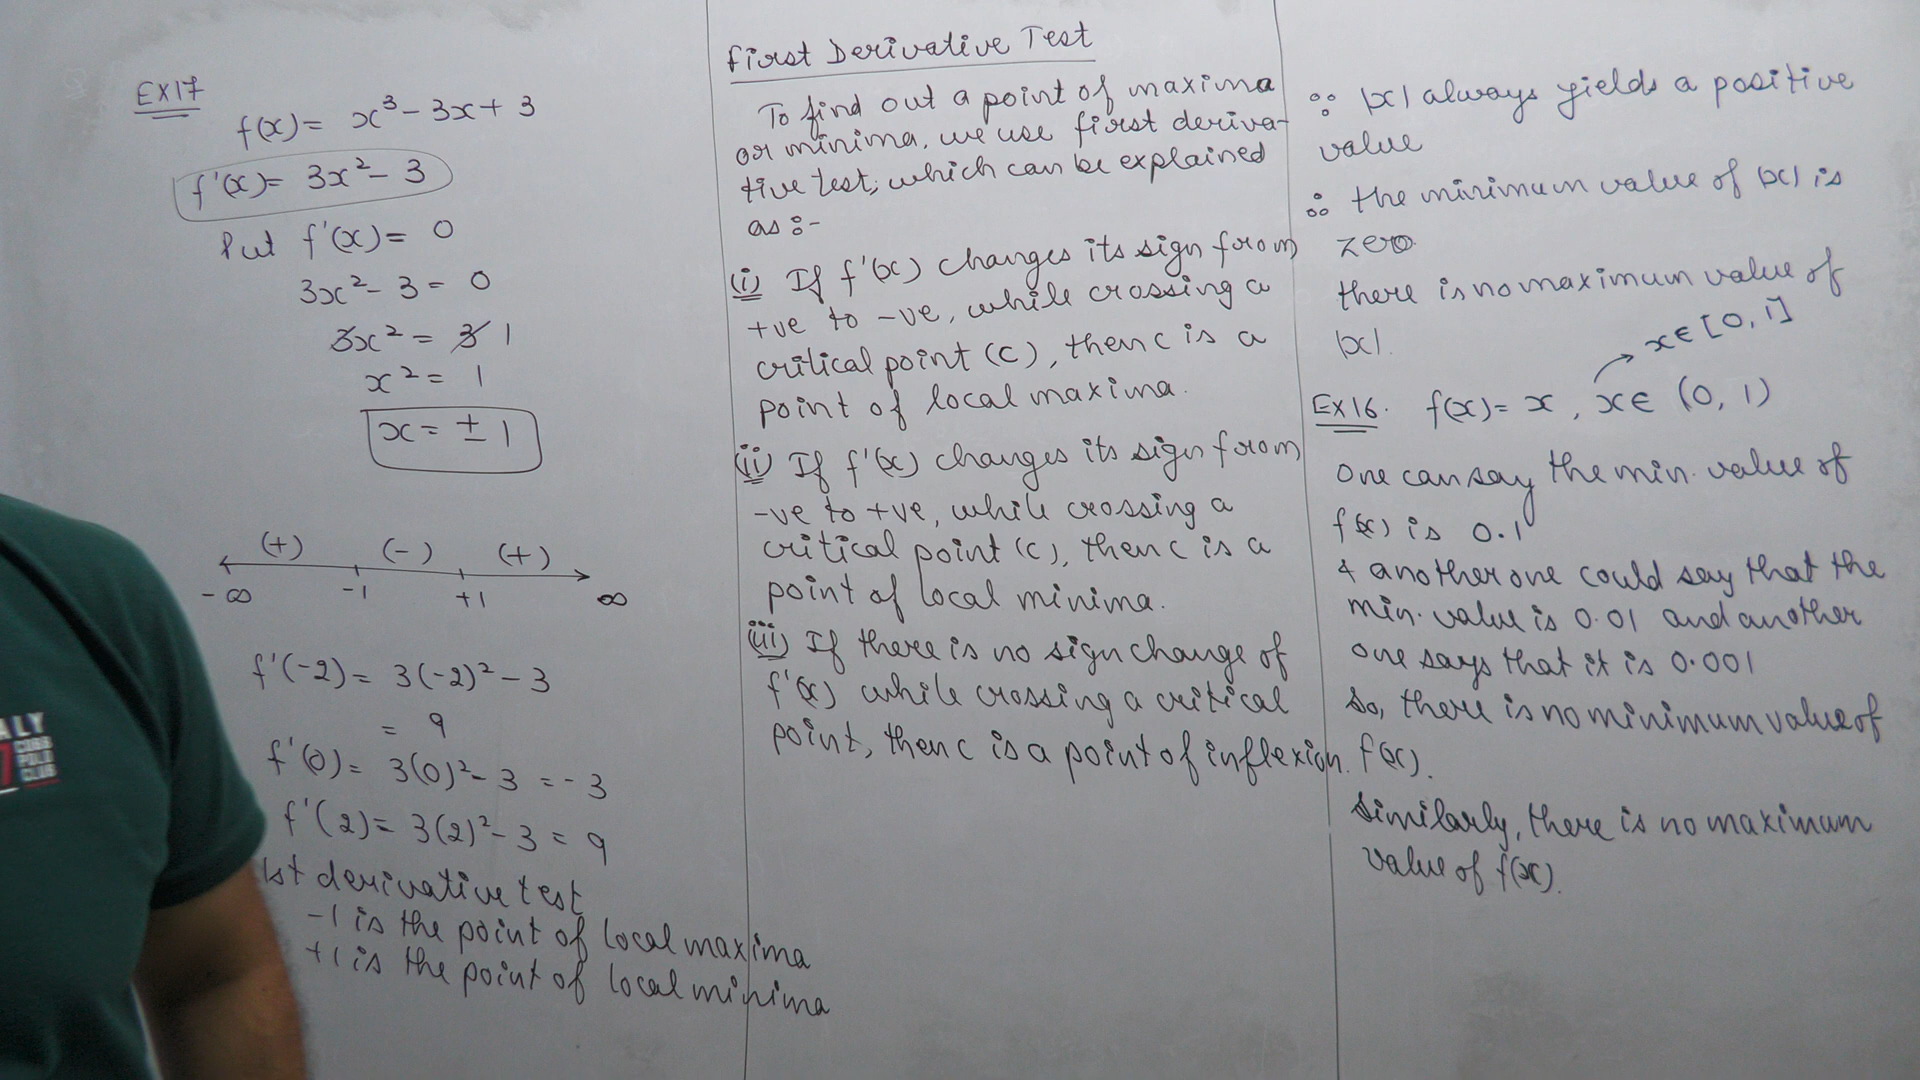 EX17
f(x) = x³ - 3x + 3
f'(x) = 3x² - 3
Put f'(x) = 0
3x² - 3 = 0
3x² = 3 1
x² = 1
x = ± 1
(+) (-) (+)
-∞ -1 +1 ∞
f'(-2) = 3(-2)² - 3
= 9
f'(0) = 3(0)² - 3 = -3
f'(2) = 3(2)² - 3 = 9
1st derivative test
-1 is the point of local maxima
+1 is the point of local minima
First Derivative Test
To find out a point of maxima
or minima, we use first deriva-
tive test, which can be explained
as :-
(i) If f'(x) changes its sign from
+ve to -ve, while crossing a
critical point (c), then c is a
point of local maxima.
(ii) If f'(x) changes its sign from
-ve to +ve, while crossing a
critical point (c), then c is a
point of local minima.
(iii) If there is no sign change of
f'(x) while crossing a critical
point, then c is a point of inflexion.
∵ |x| always yields a positive
value
∴ the minimum value of |x| is
zero
there is no maximum value of
|x|.
→ x∈ [0, 1]
EX16. f(x) = x , x∈ (0, 1)
One can say the min. value of
f(x) is 0.1
& another one could say that the
min. value is 0.01 and another
one says that it is 0.001
So, there is no minimum value of
f(x).
Similarly, there is no maximum
value of f(x).
ALY
7
CUBS
POLO
CLUB